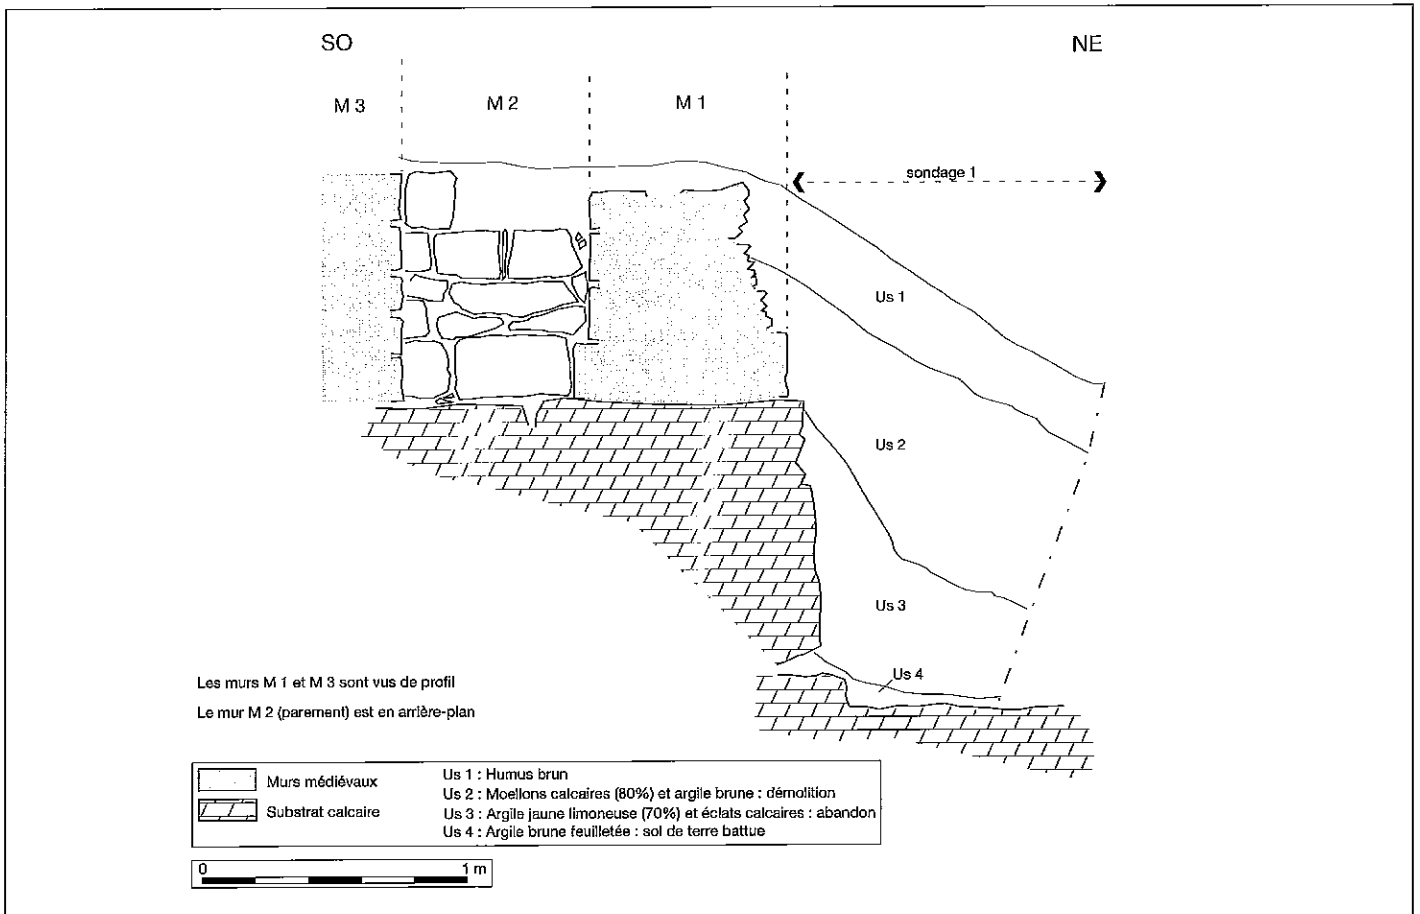 SO
NE
M 3
M 2
M 1
sondage 1
Us 1
Us 2
Us 3
Us 4
Les murs M 1 et M 3 sont vus de profil
Le mur M 2 (parement) est en arrière-plan
Murs médiévaux
Substrat calcaire
Us 1 : Humus brun
Us 2 : Moellons calcaires (80%) et argile brune : démolition
Us 3 : Argile jaune limoneuse (70%) et éclats calcaires : abandon
Us 4 : Argile brune feuilletée : sol de terre battue
0
1 m